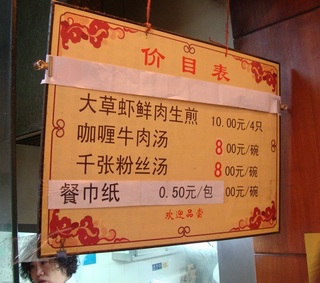 价目表
大草虾鲜肉生煎 10.00元/4只
咖喱牛肉汤 8 00元/碗
千张粉丝汤 8 00元/碗
餐巾纸 0.50元/包 00元/碗
欢迎品尝